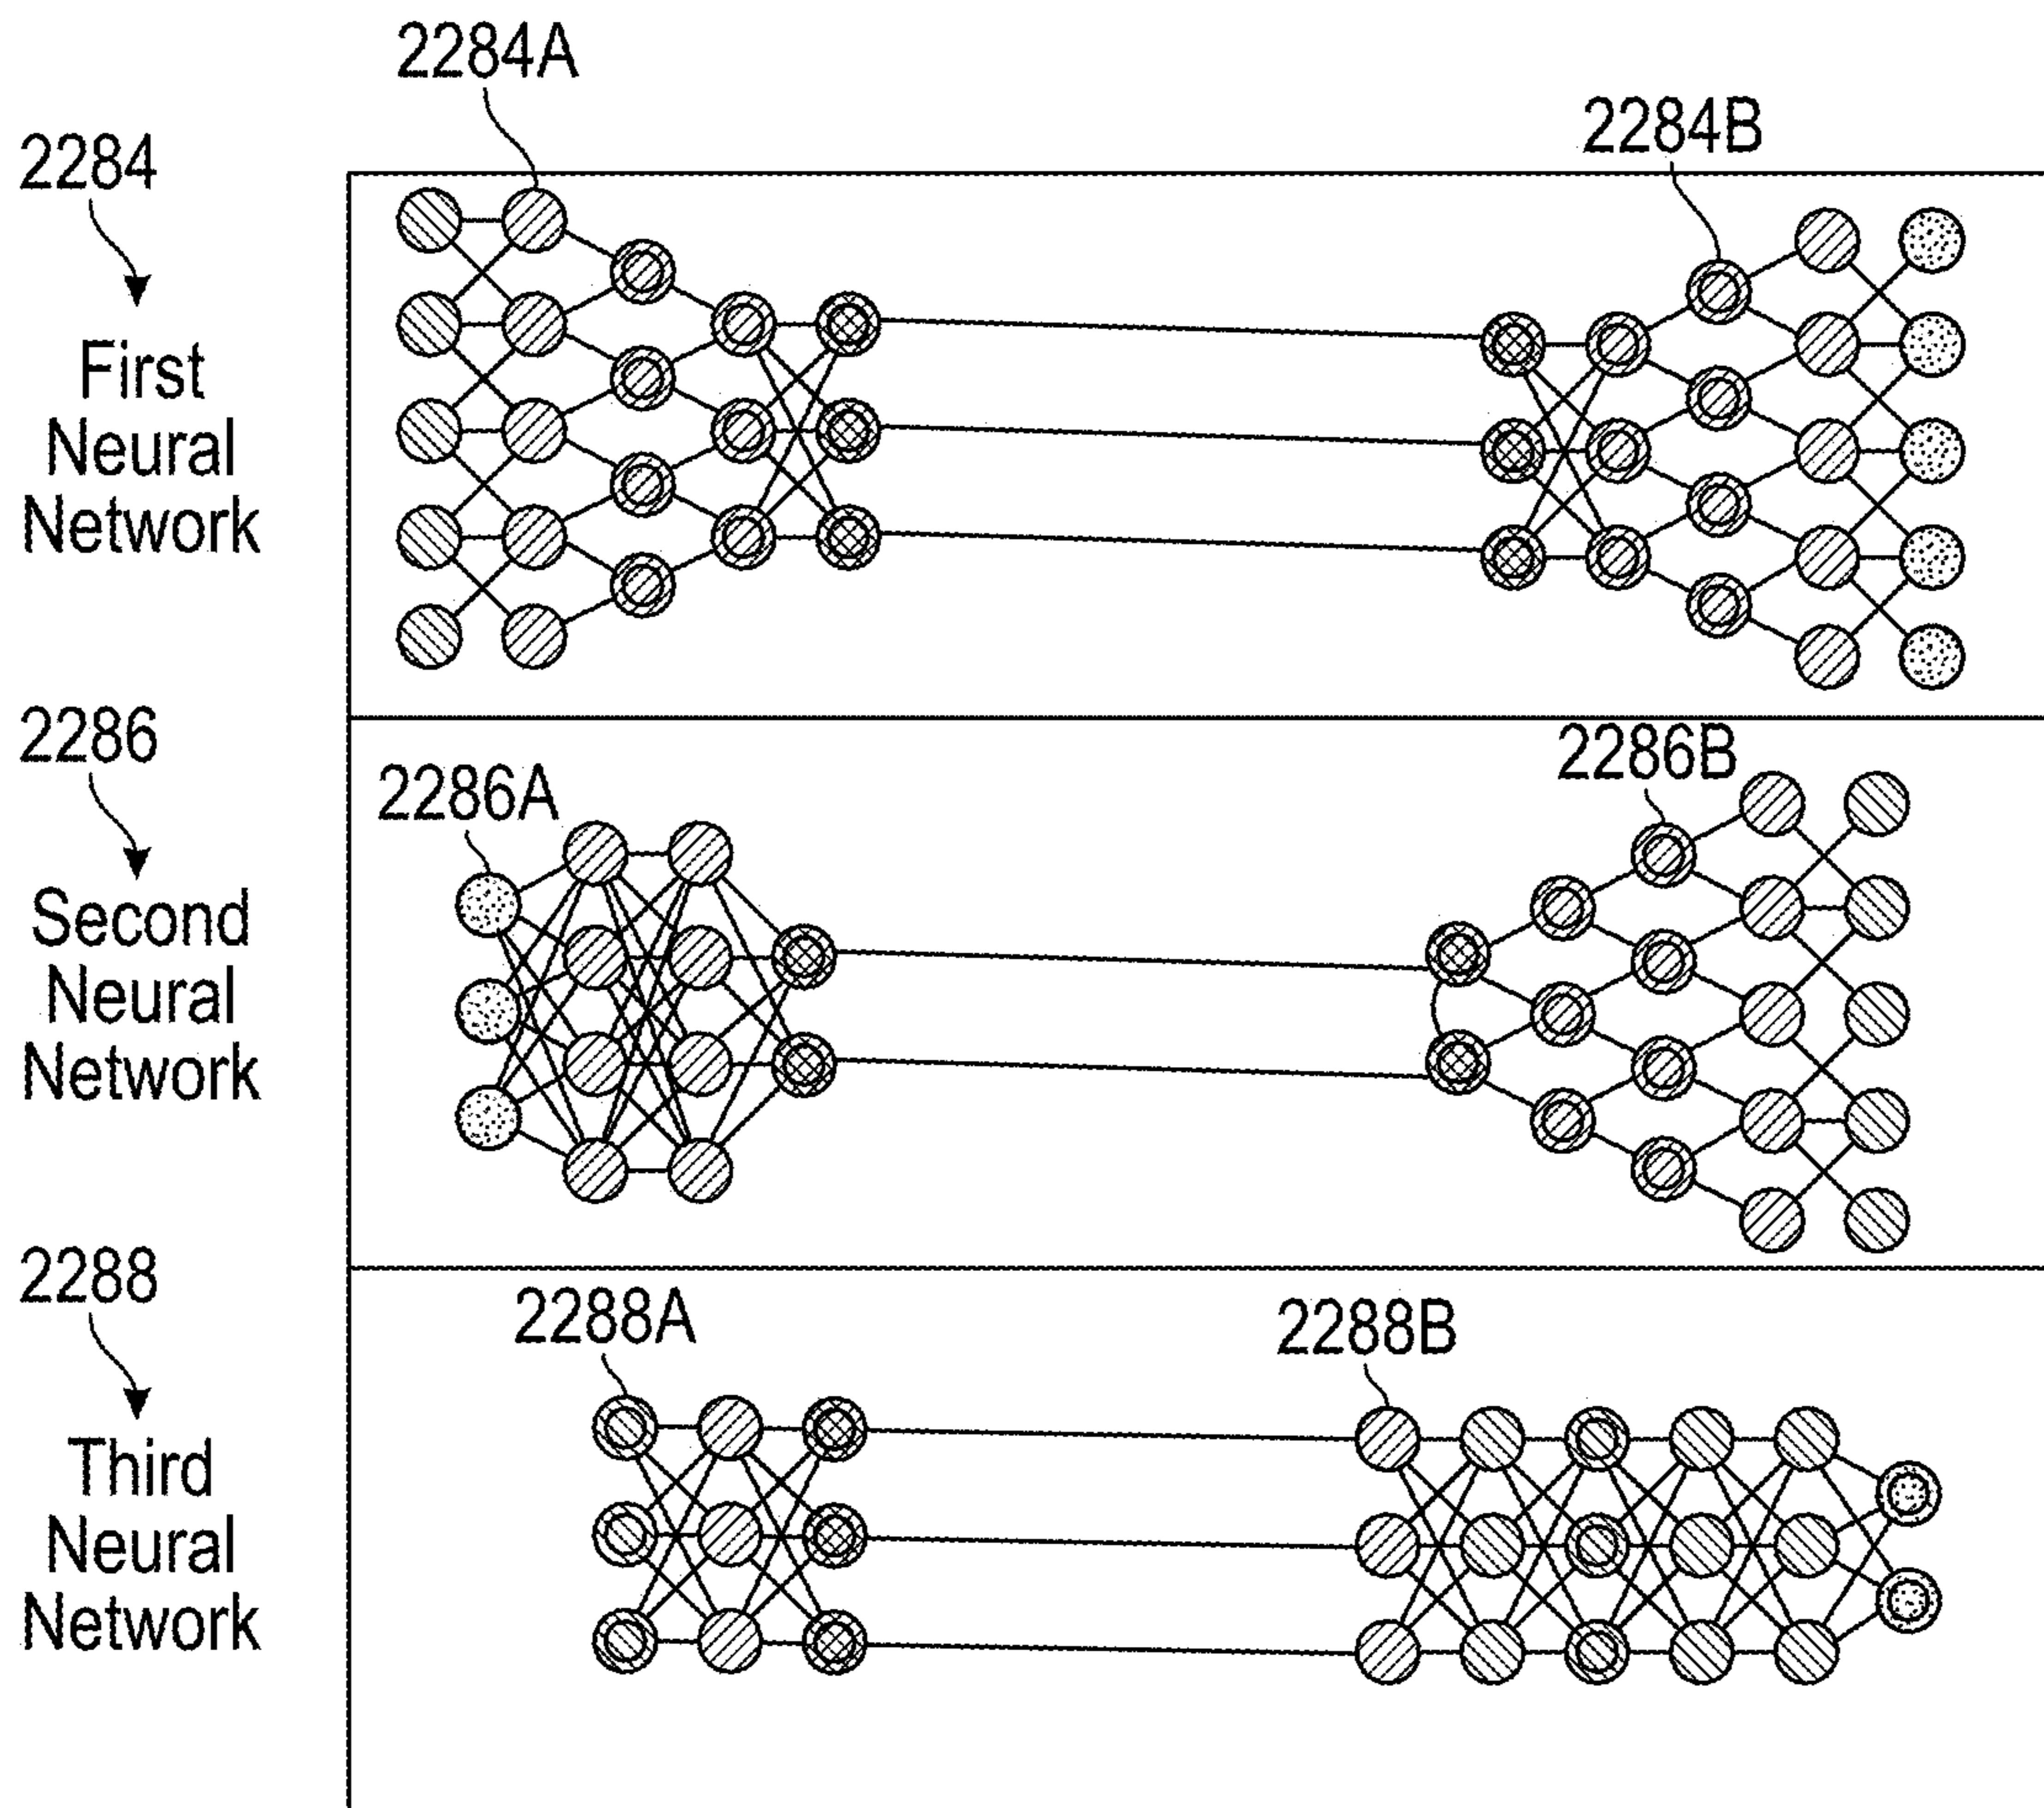 2284A
2284B
2284
First
Neural
Network
2286
2286A
2286B
Second
Neural
Network
2288
2288A
2288B
Third
Neural
Network